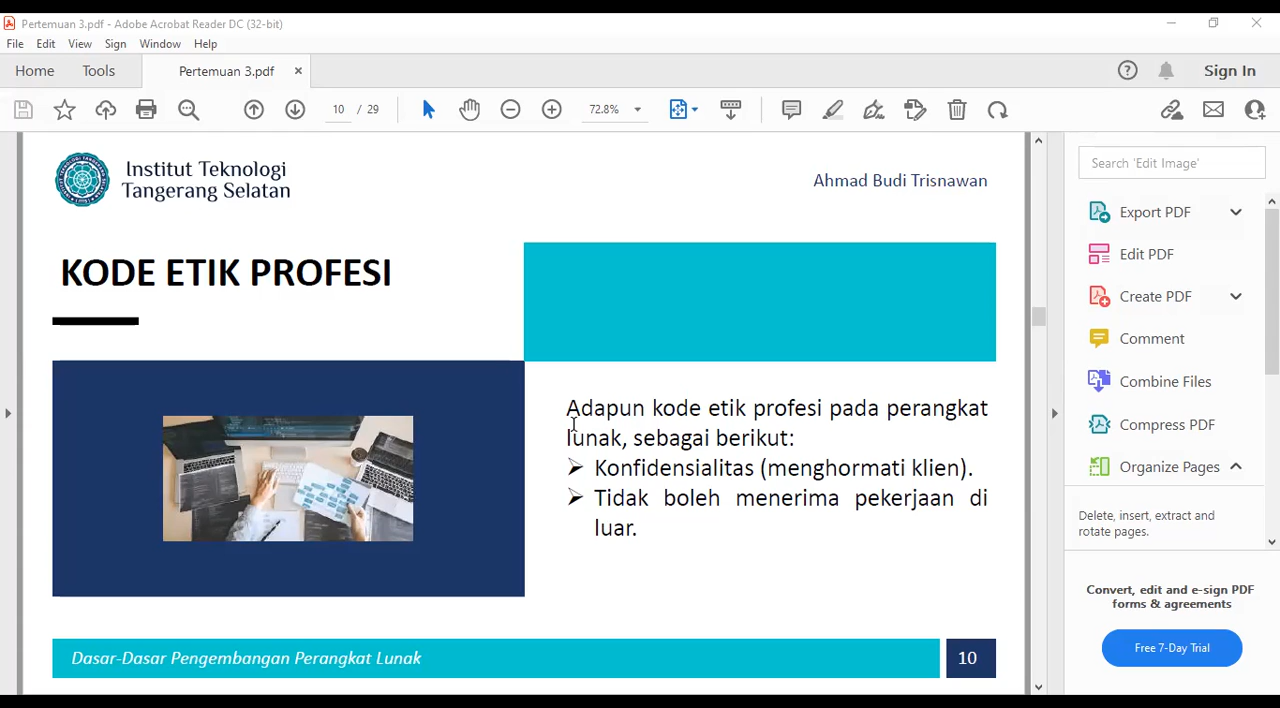 Pertemuan 3.pdf - Adobe Acrobat Reader DC (32-bit)
File Edit View Sign Window Help
Home Tools Pertemuan 3.pdf × Sign In
10 / 29 72.8%
Institut Teknologi
Tangerang Selatan
Ahmad Budi Trisnawan
KODE ETIK PROFESI
Adapun kode etik profesi pada perangkat
lunak, sebagai berikut:
➢ Konfidensialitas (menghormati klien).
➢ Tidak boleh menerima pekerjaan di
luar.
Dasar-Dasar Pengembangan Perangkat Lunak
10
Search 'Edit Image'
Export PDF
Edit PDF
Create PDF
Comment
Combine Files
Compress PDF
Organize Pages
Delete, insert, extract and
rotate pages.
Convert, edit and e-sign PDF
forms & agreements
Free 7-Day Trial